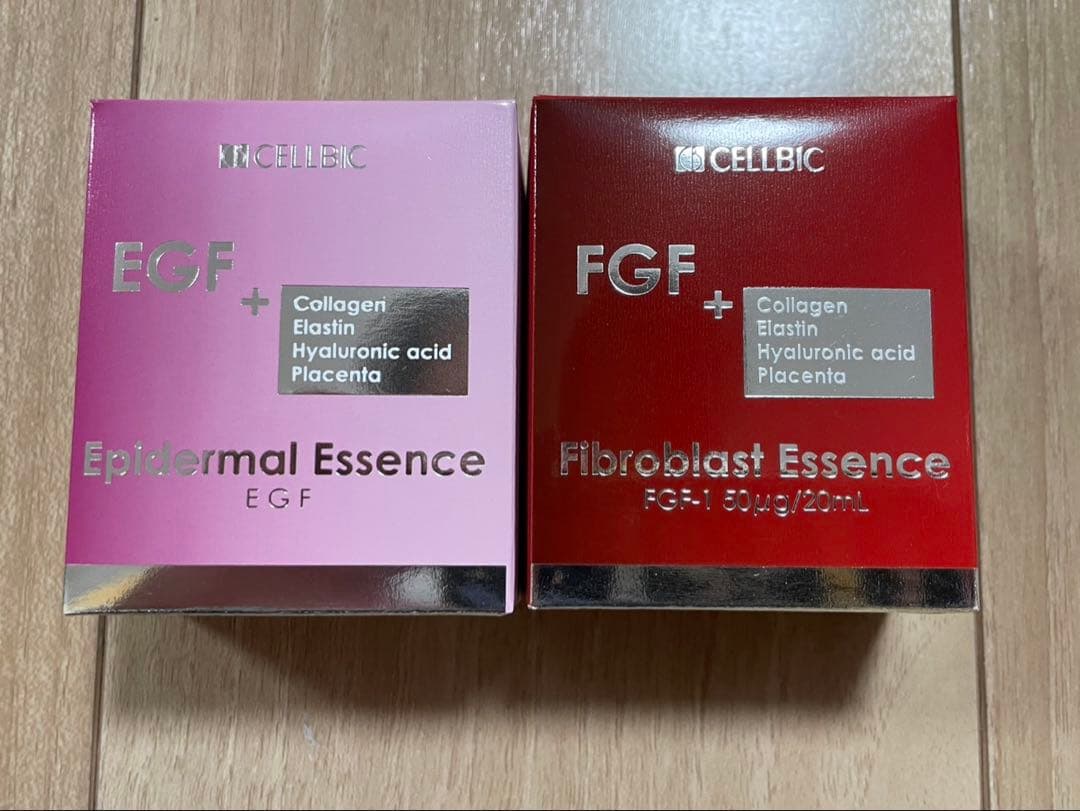 CELLBIC
EGF
+
Collagen
Elastin
Hyaluronic acid
Placenta
Epidermal Essence
EGF
CELLBIC
FGF
+
Collagen
Elastin
Hyaluronic acid
Placenta
Fibroblast Essence
FGF-1 50μg/20mL